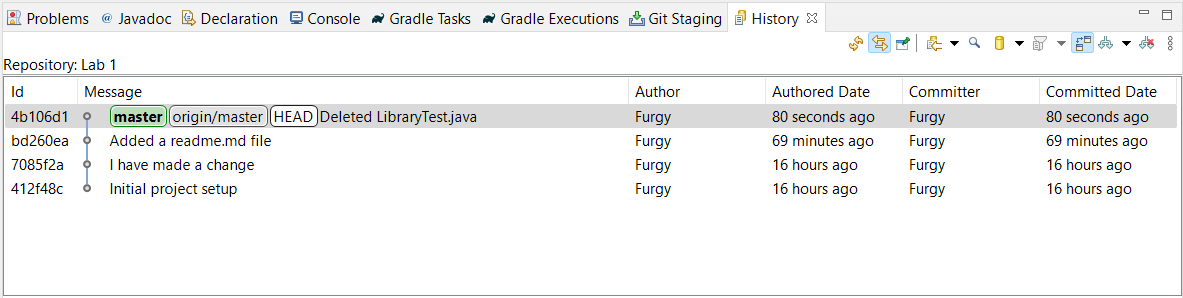 Problems @ Javadoc Declaration Console Gradle Tasks Gradle Executions Git Staging History
Repository: Lab 1
Id Message Author Authored Date Committer Committed Date
4b106d1 master origin/master HEAD Deleted LibraryTest.java Furgy 80 seconds ago Furgy 80 seconds ago
bd260ea Added a readme.md file Furgy 69 minutes ago Furgy 69 minutes ago
7085f2a I have made a change Furgy 16 hours ago Furgy 16 hours ago
412f48c Initial project setup Furgy 16 hours ago Furgy 16 hours ago